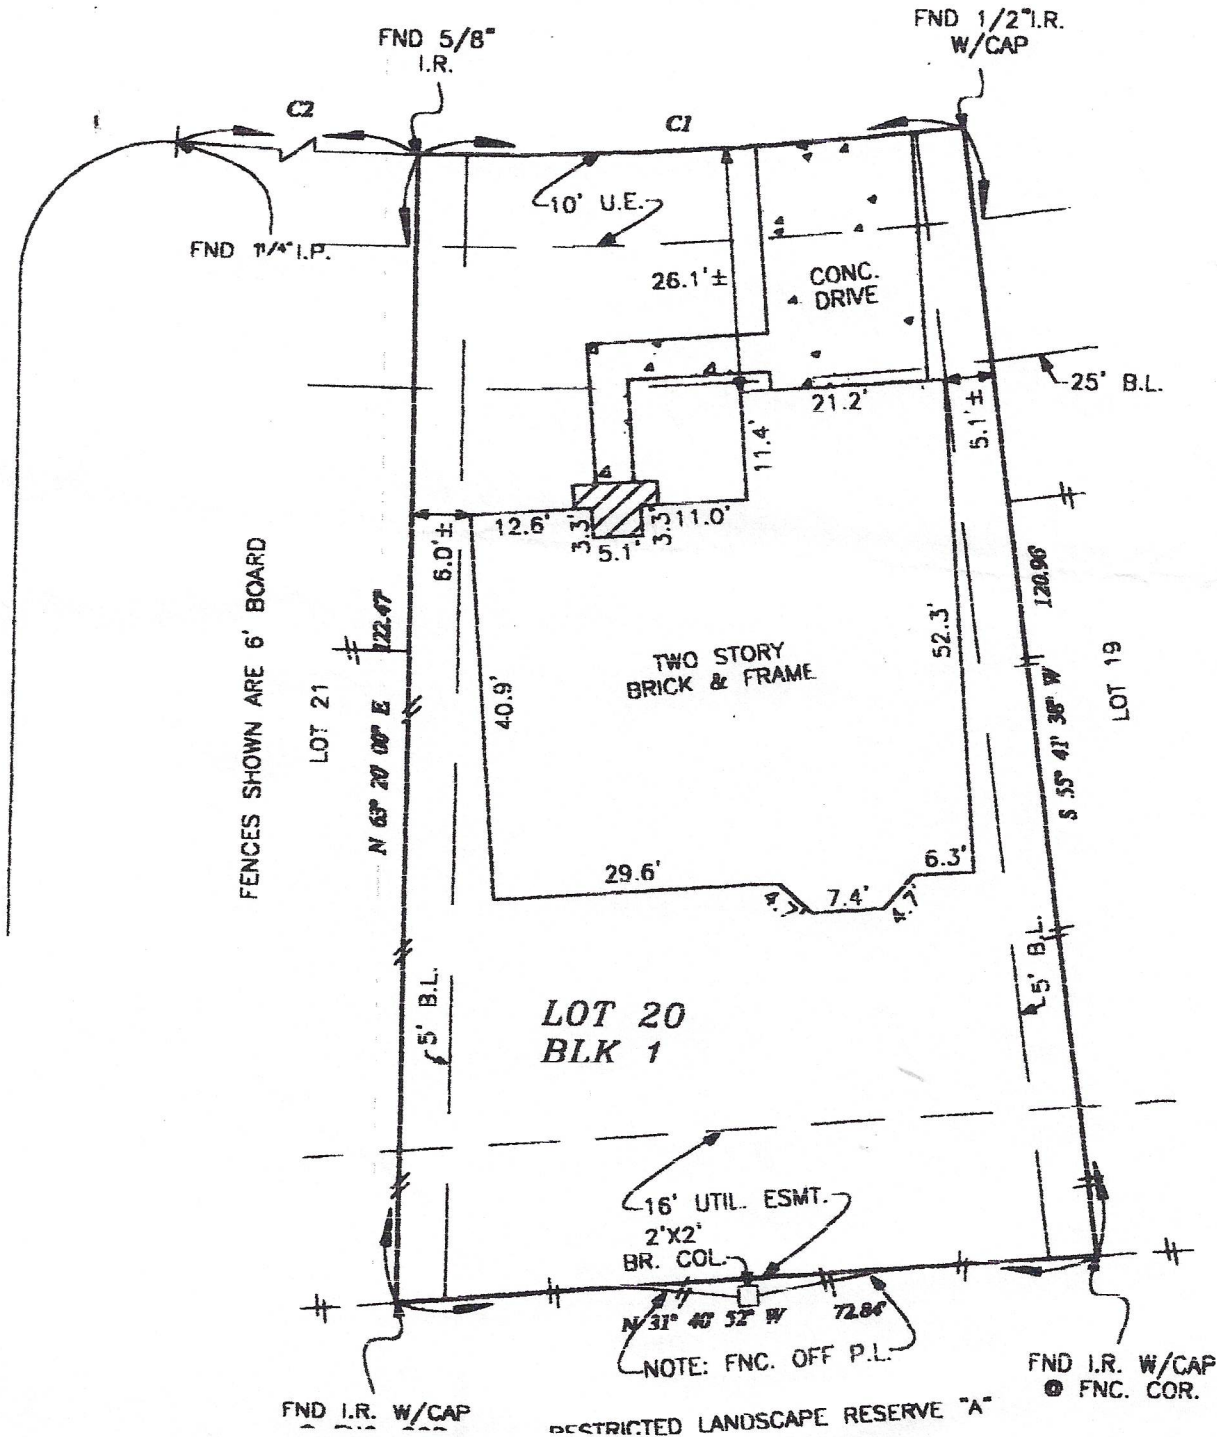 FND 5/8"
I.R.
FND 1/2"I.R.
W/CAP
C2
C1
10' U.E.
FND 1 1/4" I.P.
26.1'±
CONC.
DRIVE
25' B.L.
21.2'
5.1'±
11.4'
12.6'
3.3'
5.1'
3.3'
11.0'
6.0'±
FENCES SHOWN ARE 6' BOARD
122.47'
120.96'
TWO STORY
BRICK & FRAME
52.3'
LOT 21
N 63° 20' 00" E
40.9'
LOT 19
S 55° 41' 38" W
29.6'
4.7'
7.4'
4.7'
6.3'
5' B.L.
5' B.L.
LOT 20
BLK 1
16' UTIL. ESMT.
2'X2'
BR. COL.
N 31° 40' 52" W
72.84'
NOTE: FNC. OFF P.L.
FND I.R. W/CAP
@ FNC. COR.
FND I.R. W/CAP
RESTRICTED LANDSCAPE RESERVE "A"